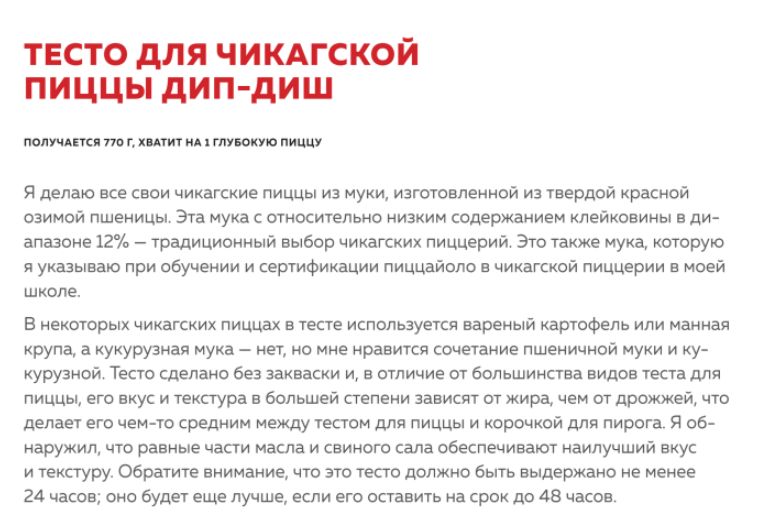 ТЕСТО ДЛЯ ЧИКАГСКОЙ
ПИЦЦЫ ДИП-ДИШ
ПОЛУЧАЕТСЯ 770 Г, ХВАТИТ НА 1 ГЛУБОКУЮ ПИЦЦУ
Я делаю все свои чикагские пиццы из муки, изготовленной из твердой красной
озимой пшеницы. Эта мука с относительно низким содержанием клейковины в ди-
апазоне 12% — традиционный выбор чикагских пиццерий. Это также мука, которую
я указываю при обучении и сертификации пиццайоло в чикагской пиццерии в моей
школе.
В некоторых чикагских пиццах в тесте используется вареный картофель или манная
крупа, а кукурузная мука — нет, но мне нравится сочетание пшеничной муки и ку-
курузной. Тесто сделано без закваски и, в отличие от большинства видов теста для
пиццы, его вкус и текстура в большей степени зависят от жира, чем от дрожжей, что
делает его чем-то средним между тестом для пиццы и корочкой для пирога. Я об-
наружил, что равные части масла и свиного сала обеспечивают наилучший вкус
и текстуру. Обратите внимание, что это тесто должно быть выдержано не менее
24 часов; оно будет еще лучше, если его оставить на срок до 48 часов.